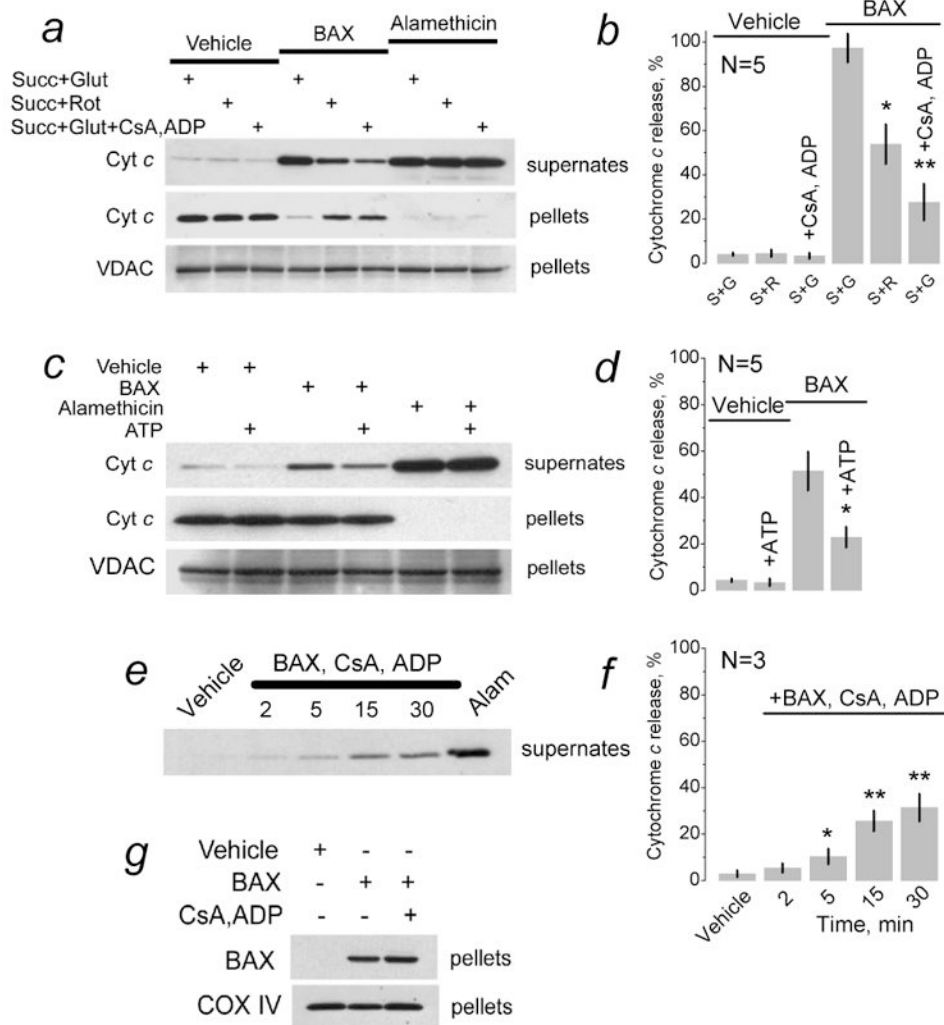 a
Vehicle BAX Alamethicin
Succ+Glut + + +
Succ+Rot + + +
Succ+Glut+CsA,ADP + + +
Cyt c supernates
Cyt c pellets
VDAC pellets
b
Vehicle BAX
N=5
Cytochrome c release, %
100
80
60
40
20
0
+CsA, ADP
*
**
+CsA, ADP
S+G S+R S+G S+G S+R S+G
c
Vehicle + +
BAX + +
Alamethicin + +
ATP + + +
Cyt c supernates
Cyt c pellets
VDAC pellets
d
N=5
BAX
Vehicle
Cytochrome c release, %
100
80
60
40
20
0
+ATP
* +ATP
e
Vehicle BAX, CsA, ADP Alam
2 5 15 30
supernates
f
N=3
+BAX, CsA, ADP
Cytochrome c release, %
100
80
60
40
20
0
* ** **
Vehicle 2 5 15 30
Time, min
g
Vehicle + - -
BAX - + +
CsA,ADP - - +
BAX pellets
COX IV pellets